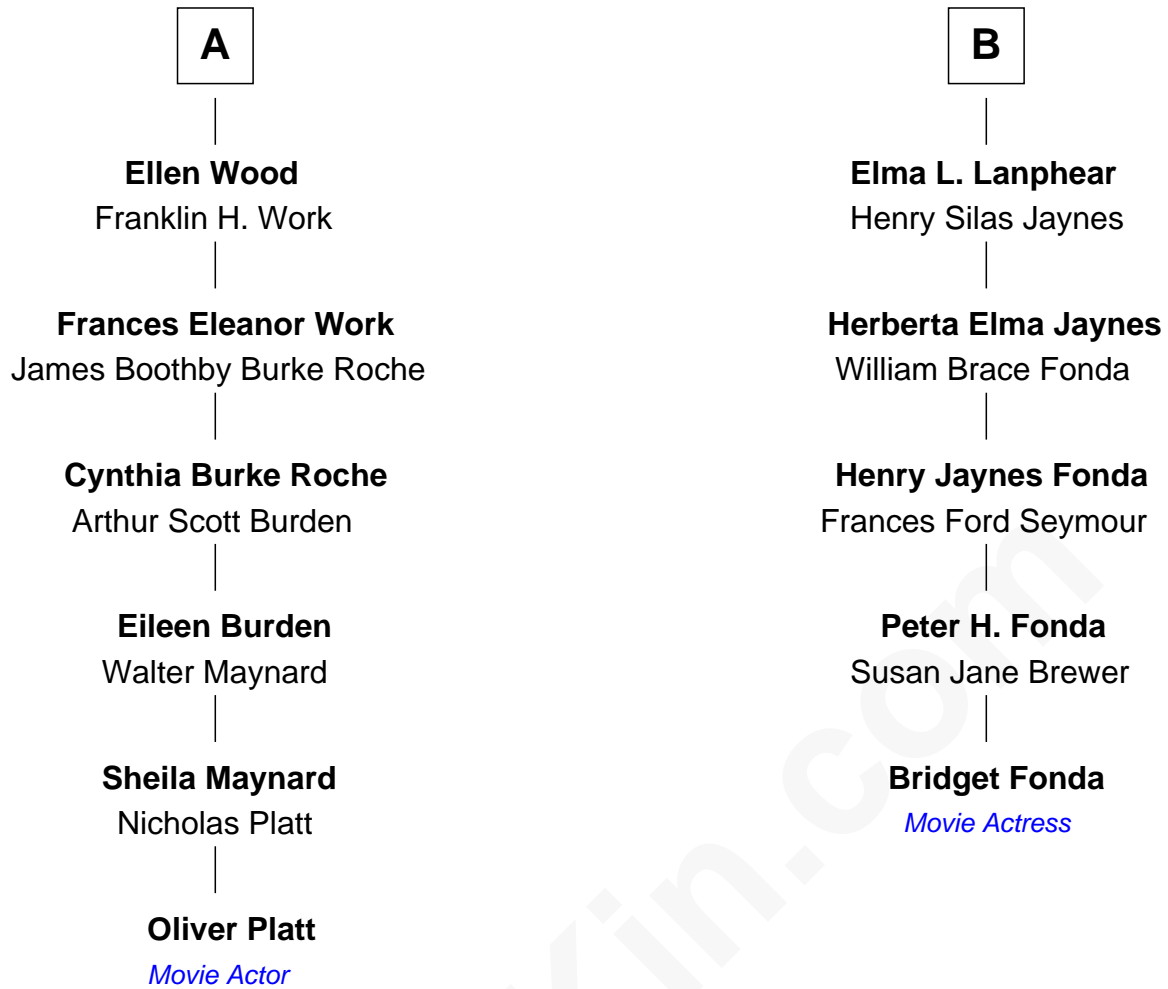 A
Ellen Wood
Franklin H. Work
Frances Eleanor Work
James Boothby Burke Roche
Cynthia Burke Roche
Arthur Scott Burden
Eileen Burden
Walter Maynard
Sheila Maynard
Nicholas Platt
Oliver Platt
Movie Actor
B
Elma L. Lanphear
Henry Silas Jaynes
Herberta Elma Jaynes
William Brace Fonda
Henry Jaynes Fonda
Frances Ford Seymour
Peter H. Fonda
Susan Jane Brewer
Bridget Fonda
Movie Actress
in.com